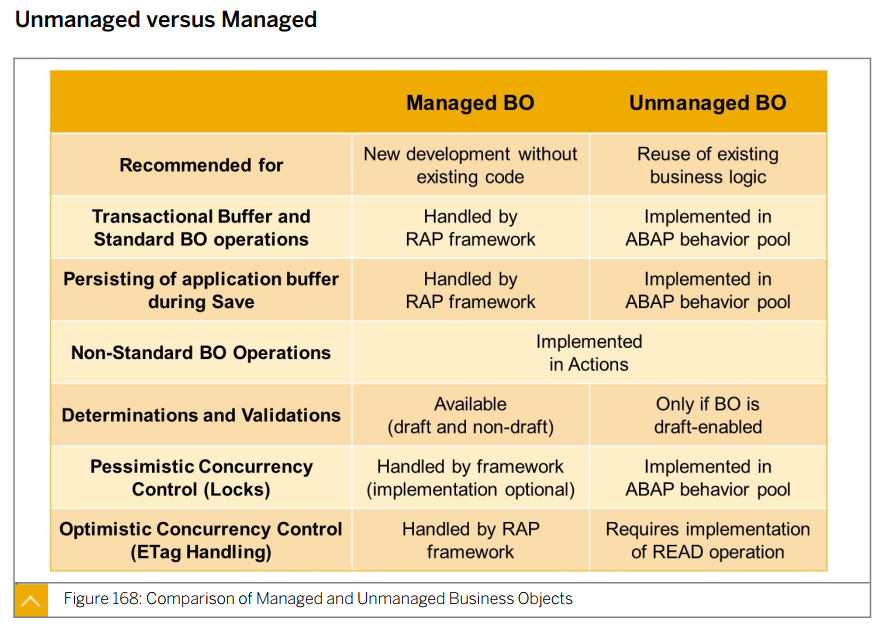 Unmanaged versus Managed
Managed BO
Unmanaged BO
Recommended for
New development without
existing code
Reuse of existing
business logic
Transactional Buffer and
Standard BO operations
Handled by
RAP framework
Implemented in
ABAP behavior pool
Persisting of application buffer
during Save
Handled by
RAP framework
Implemented in
ABAP behavior pool
Non-Standard BO Operations
Implemented
in Actions
Determinations and Validations
Available
(draft and non-draft)
Only if BO is
draft-enabled
Pessimistic Concurrency
Control (Locks)
Handled by framework
(implementation optional)
Implemented in
ABAP behavior pool
Optimistic Concurrency Control
(ETag Handling)
Handled by RAP
framework
Requires implementation
of READ operation
Figure 168: Comparison of Managed and Unmanaged Business Objects